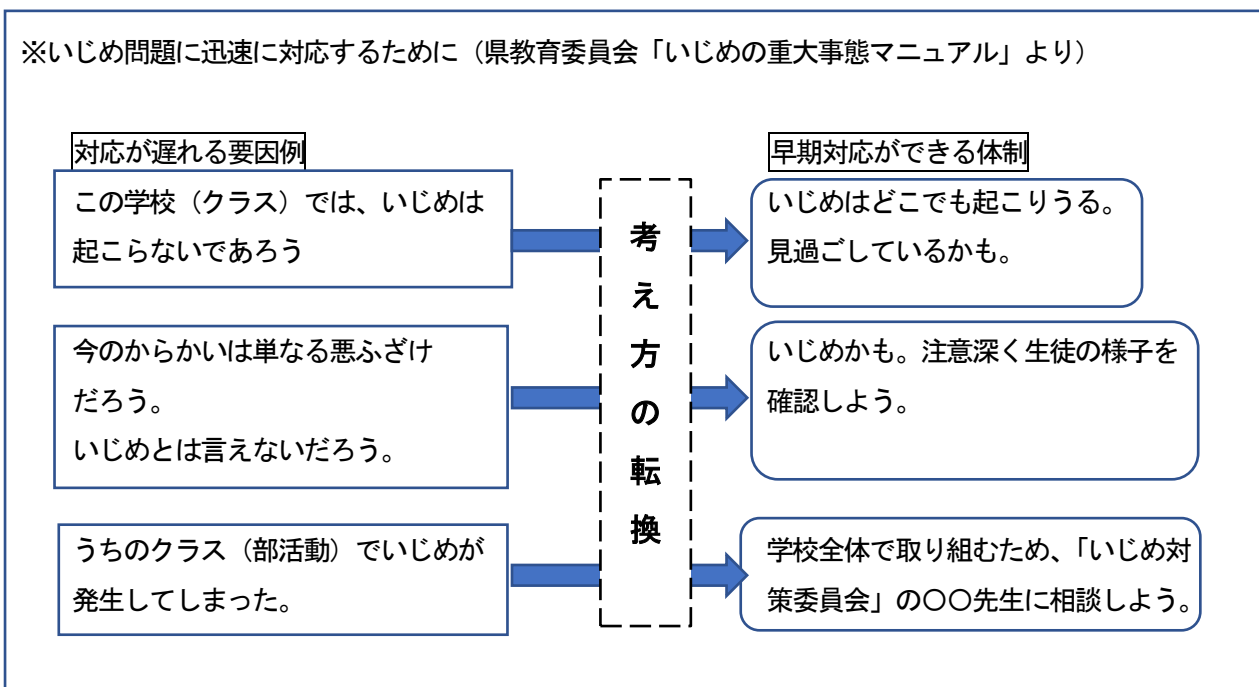 ※いじめ問題に迅速に対応するために（県教育委員会「いじめの重大事態マニュアル」より）
対応が遅れる要因例
早期対応ができる体制
この学校（クラス）では、いじめは
起こらないであろう
いじめはどこでも起こりうる。
見過ごしているかも。
今のからかいは単なる悪ふざけ
だろう。
いじめとは言えないだろう。
いじめかも。注意深く生徒の様子を
確認しよう。
うちのクラス（部活動）でいじめが
発生してしまった。
学校全体で取り組むため、「いじめ対
策委員会」の〇〇先生に相談しよう。
考え方の転換